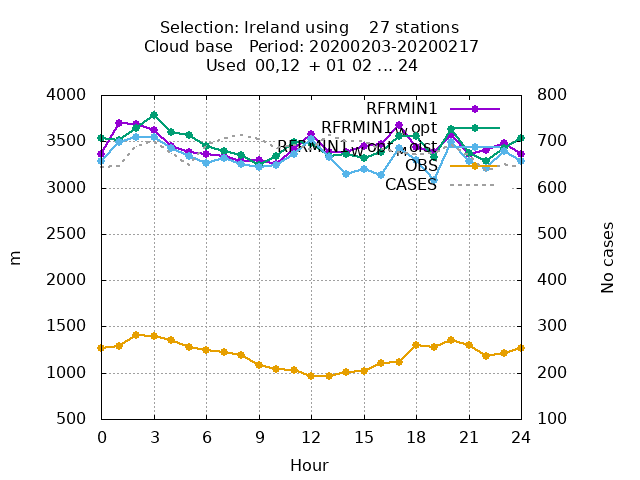 Selection: Ireland using 27 stations
Cloud base Period: 20200203-20200217
Used 00,12 + 01 02 ... 24
4000
3500
3000
2500
2000
1500
1000
500
m
800
700
600
500
400
300
200
100
No cases
RFRMIN1
RFRMIN1_w_opt
OBS
CASES
0 3 6 9 12 15 18 21 24
Hour